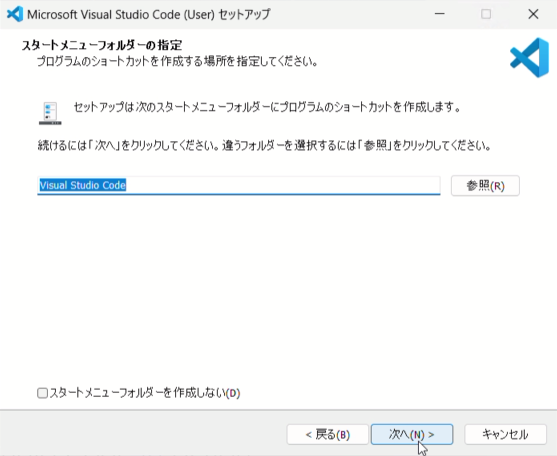 Microsoft Visual Studio Code (User) セットアップ
スタートメニューフォルダーの指定
プログラムのショートカットを作成する場所を指定してください。
セットアップは次のスタートメニューフォルダーにプログラムのショートカットを作成します。
続けるには「次へ」をクリックしてください。違うフォルダーを選択するには「参照」をクリックしてください。
Visual Studio Code
参照(R)
スタートメニューフォルダーを作成しない(D)
< 戻る(B)
次へ(N) >
キャンセル